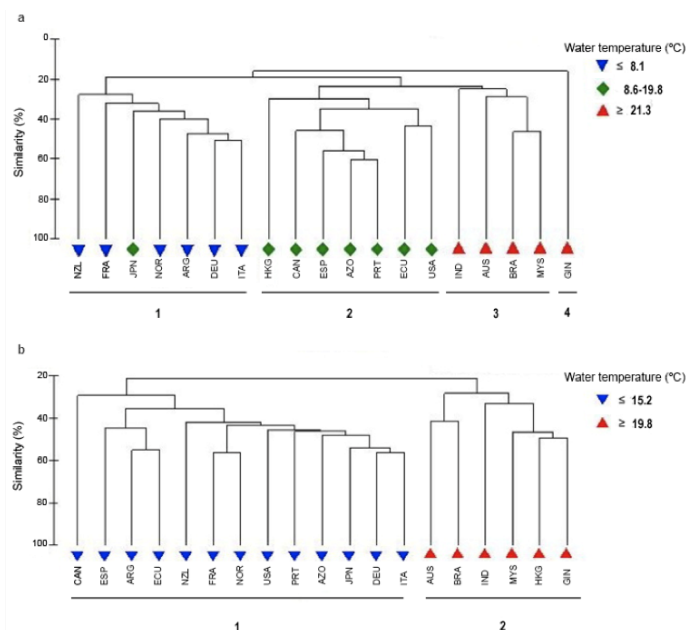 a
Water temperature (ºC)
≤ 8.1
8.6-19.8
≥ 21.3
Similarity (%)
0
20
40
60
80
100
NZL FRA JPN NOR ARG DEU ITA HKG CAN ESP AZO PRT ECU USA IND AUS BRA MYS GIN
1 2 3 4
b
Water temperature (ºC)
≤ 15.2
≥ 19.8
Similarity (%)
20
40
60
80
100
CAN ESP ARG ECU NZL FRA NOR USA PRT AZO JPN DEU ITA AUS BRA IND MYS HKG GIN
1 2